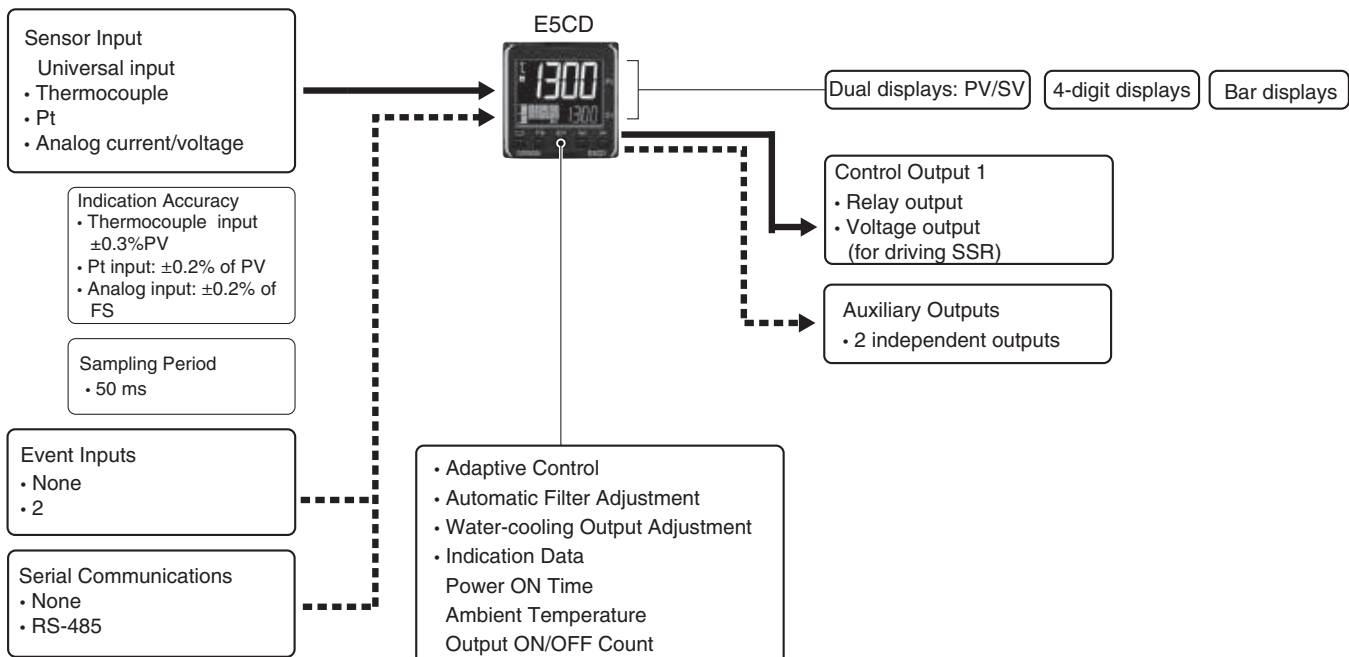 E5CD
Sensor Input
Universal input
• Thermocouple
• Pt
• Analog current/voltage
1300
1300
E5CD
Dual displays: PV/SV
4-digit displays
Bar displays
Indication Accuracy
• Thermocouple input
±0.3%PV
• Pt input: ±0.2% of PV
• Analog input: ±0.2% of
FS
Control Output 1
• Relay output
• Voltage output
(for driving SSR)
Auxiliary Outputs
• 2 independent outputs
Sampling Period
• 50 ms
Event Inputs
• None
• 2
Serial Communications
• None
• RS-485
• Adaptive Control
• Automatic Filter Adjustment
• Water-cooling Output Adjustment
• Indication Data
Power ON Time
Ambient Temperature
Output ON/OFF Count